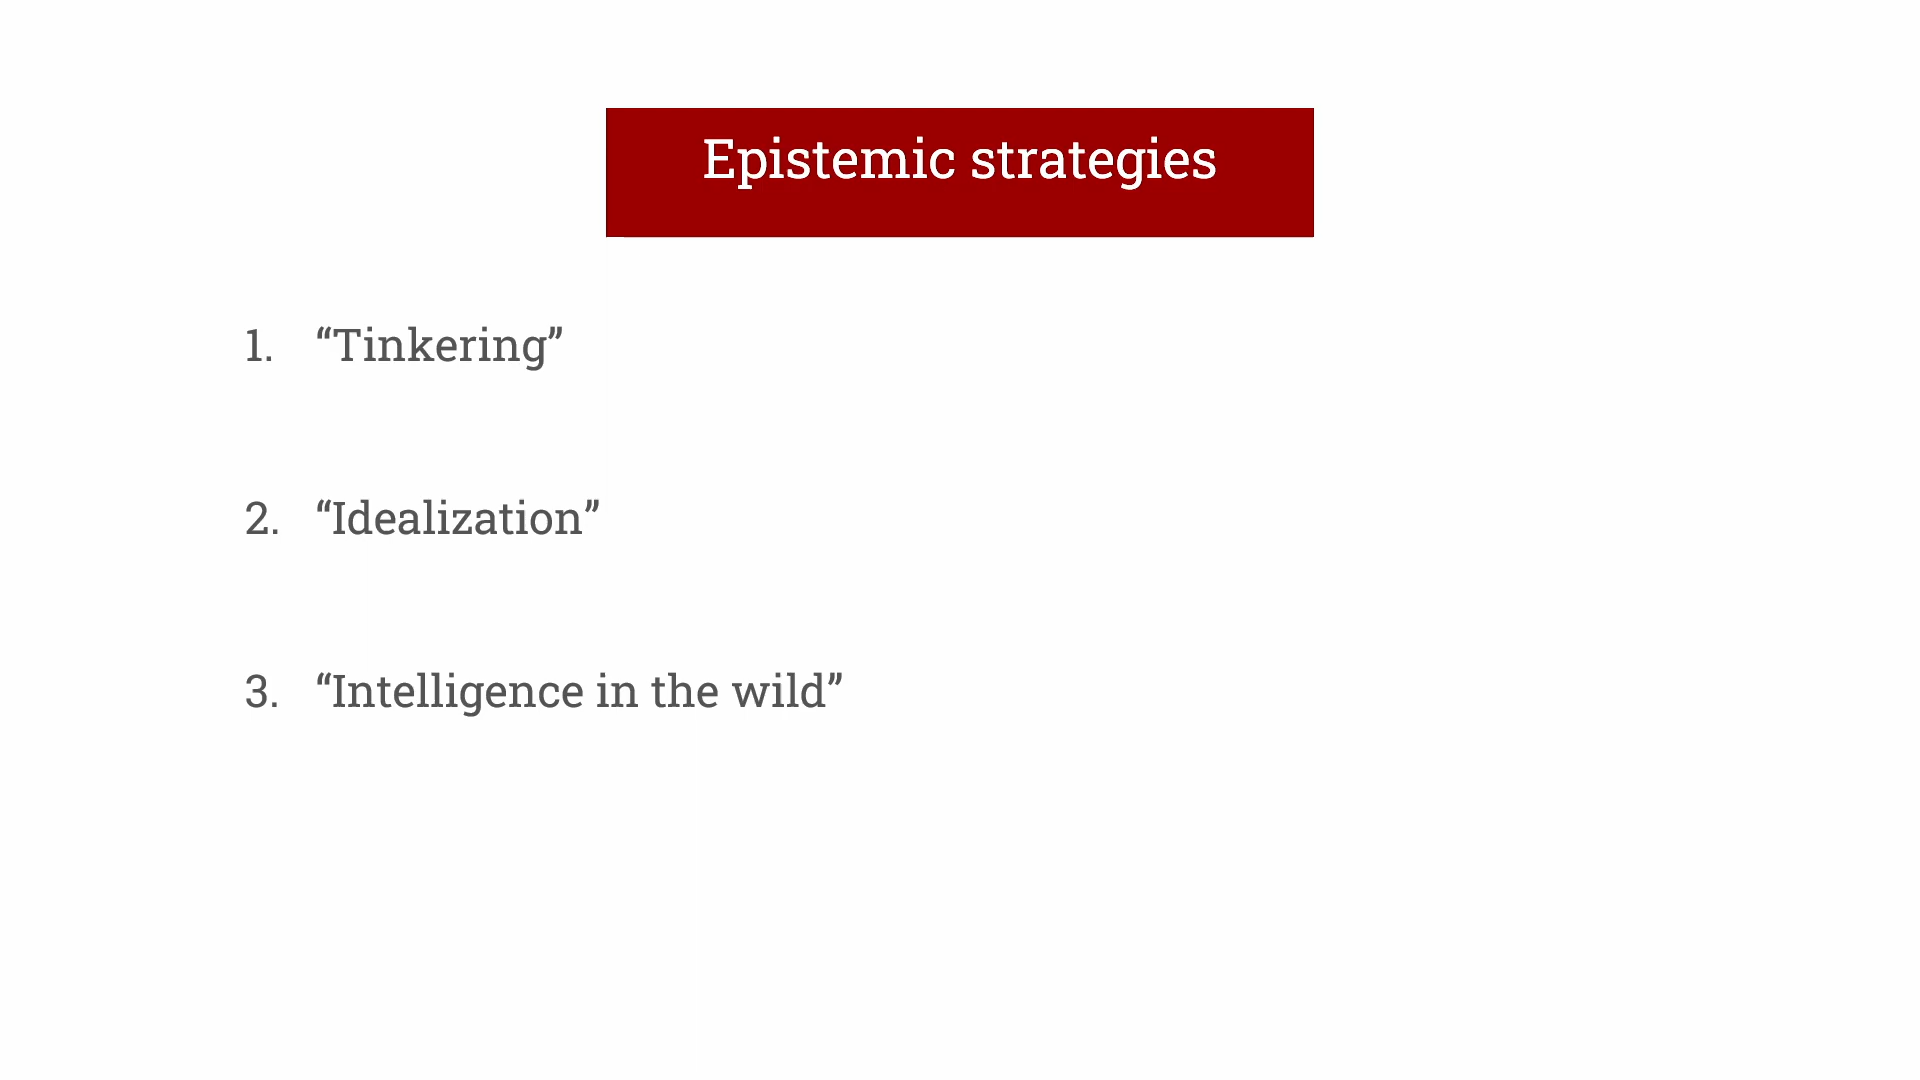 Epistemic strategies
1. “Tinkering”
2. “Idealization”
3. “Intelligence in the wild”